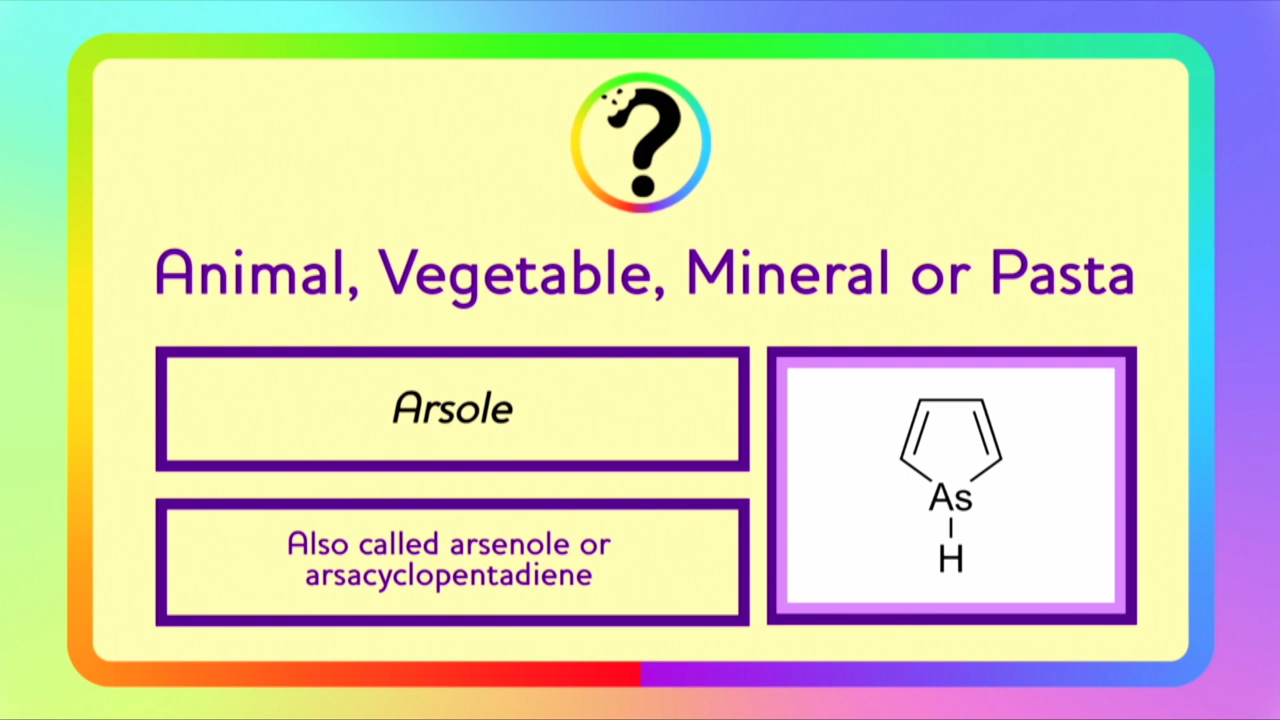 ?
Animal, Vegetable, Mineral or Pasta
Arsole
Also called arsenole or
arsacyclopentadiene
As
H